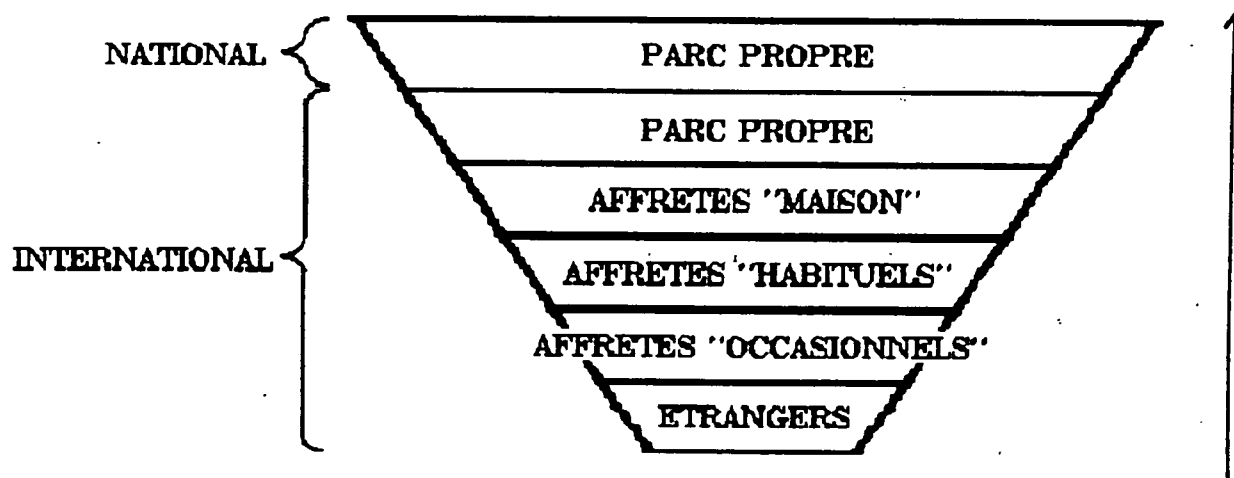 NATIONAL
PARC PROPRE
PARC PROPRE
AFFRETES "MAISON"
INTERNATIONAL
AFFRETES "HABITUELS"
AFFRETES "OCCASIONNELS"
ETRANGERS